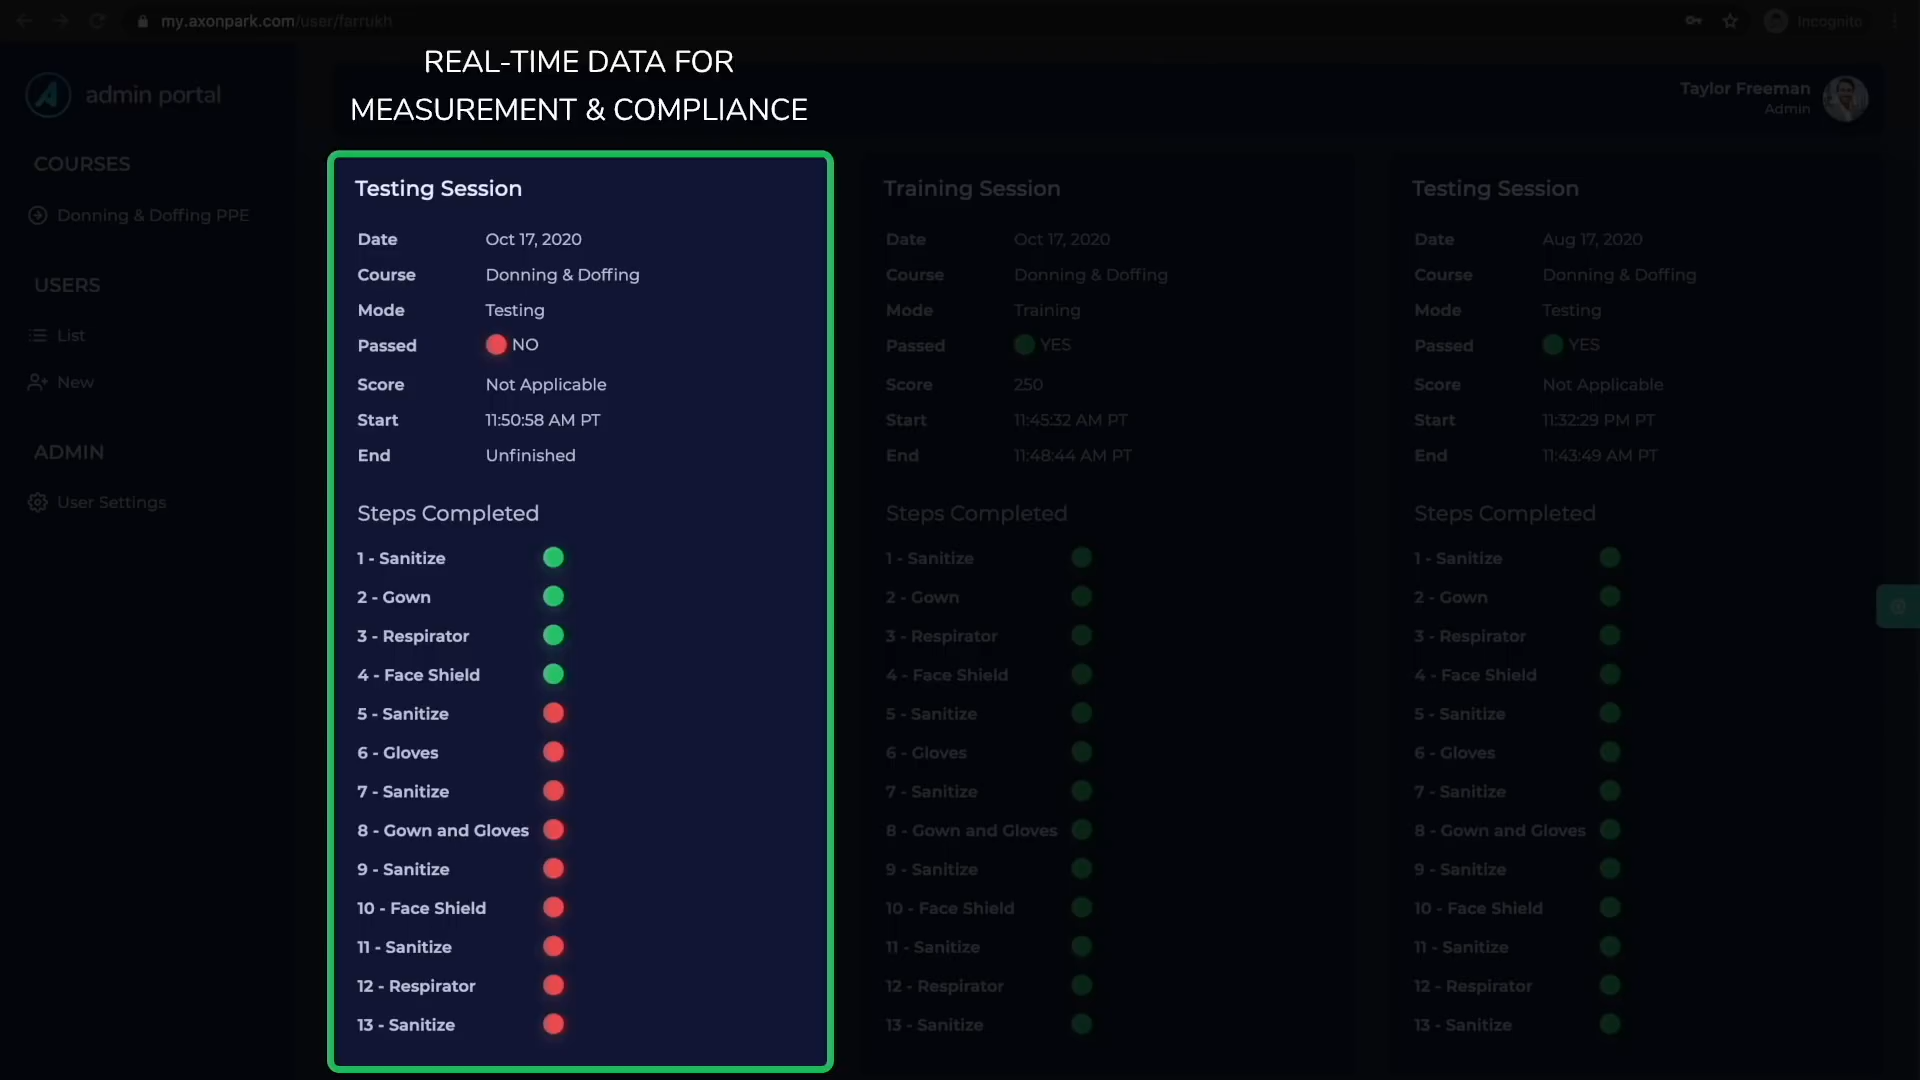 my.axonpark.com/user/farrukh
Incognito
REAL-TIME DATA FOR
MEASUREMENT & COMPLIANCE
admin portal
Taylor Freeman
Admin
COURSES
Donning & Doffing PPE
USERS
List
New
ADMIN
User Settings
Testing Session
Date Oct 17, 2020
Course Donning & Doffing
Mode Testing
Passed NO
Score Not Applicable
Start 11:50:58 AM PT
End Unfinished
Steps Completed
1 - Sanitize
2 - Gown
3 - Respirator
4 - Face Shield
5 - Sanitize
6 - Gloves
7 - Sanitize
8 - Gown and Gloves
9 - Sanitize
10 - Face Shield
11 - Sanitize
12 - Respirator
13 - Sanitize
Training Session
Date Oct 17, 2020
Course Donning & Doffing
Mode Training
Passed YES
Score 250
Start 11:45:32 AM PT
End 11:48:44 AM PT
Steps Completed
1 - Sanitize
2 - Gown
3 - Respirator
4 - Face Shield
5 - Sanitize
6 - Gloves
7 - Sanitize
8 - Gown and Gloves
9 - Sanitize
10 - Face Shield
11 - Sanitize
12 - Respirator
13 - Sanitize
Testing Session
Date Aug 17, 2020
Course Donning & Doffing
Mode Testing
Passed YES
Score Not Applicable
Start 11:32:29 PM PT
End 11:43:49 AM PT
Steps Completed
1 - Sanitize
2 - Gown
3 - Respirator
4 - Face Shield
5 - Sanitize
6 - Gloves
7 - Sanitize
8 - Gown and Gloves
9 - Sanitize
10 - Face Shield
11 - Sanitize
12 - Respirator
13 - Sanitize